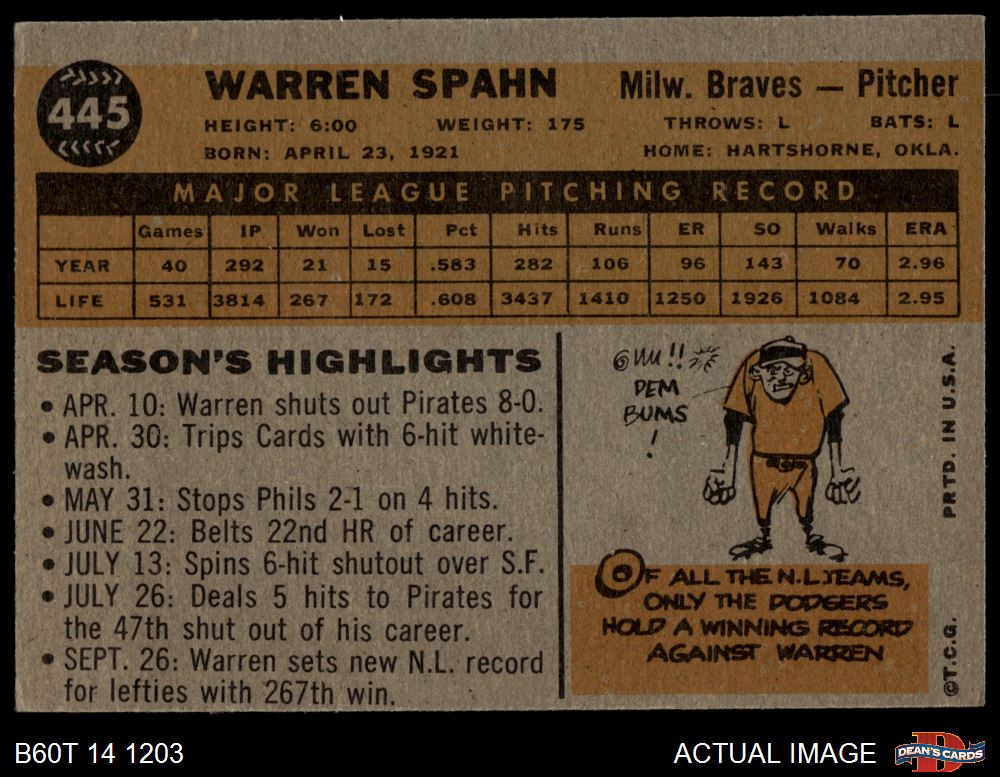 445
WARREN SPAHN
Milw. Braves — Pitcher
HEIGHT: 6:00 WEIGHT: 175 THROWS: L BATS: L
BORN: APRIL 23, 1921 HOME: HARTSHORNE, OKLA.
MAJOR LEAGUE PITCHING RECORD
Games IP Won Lost Pct Hits Runs ER SO Walks ERA
YEAR 40 292 21 15 .583 282 106 96 143 70 2.96
LIFE 531 3814 267 172 .608 3437 1410 1250 1926 1084 2.95
SEASON'S HIGHLIGHTS
• APR. 10: Warren shuts out Pirates 8-0.
• APR. 30: Trips Cards with 6-hit white-
wash.
• MAY 31: Stops Phils 2-1 on 4 hits.
• JUNE 22: Belts 22nd HR of career.
• JULY 13: Spins 6-hit shutout over S.F.
• JULY 26: Deals 5 hits to Pirates for
the 47th shut out of his career.
• SEPT. 26: Warren sets new N.L. record
for lefties with 267th win.
!!
DEM
BUMS
!
OF ALL THE N.L. TEAMS,
ONLY THE DODGERS
HOLD A WINNING RECORD
AGAINST WARREN
PRTD. IN U.S.A.
©T.C.G.
B60T 14 1203
ACTUAL IMAGE
DEAN'S CARDS